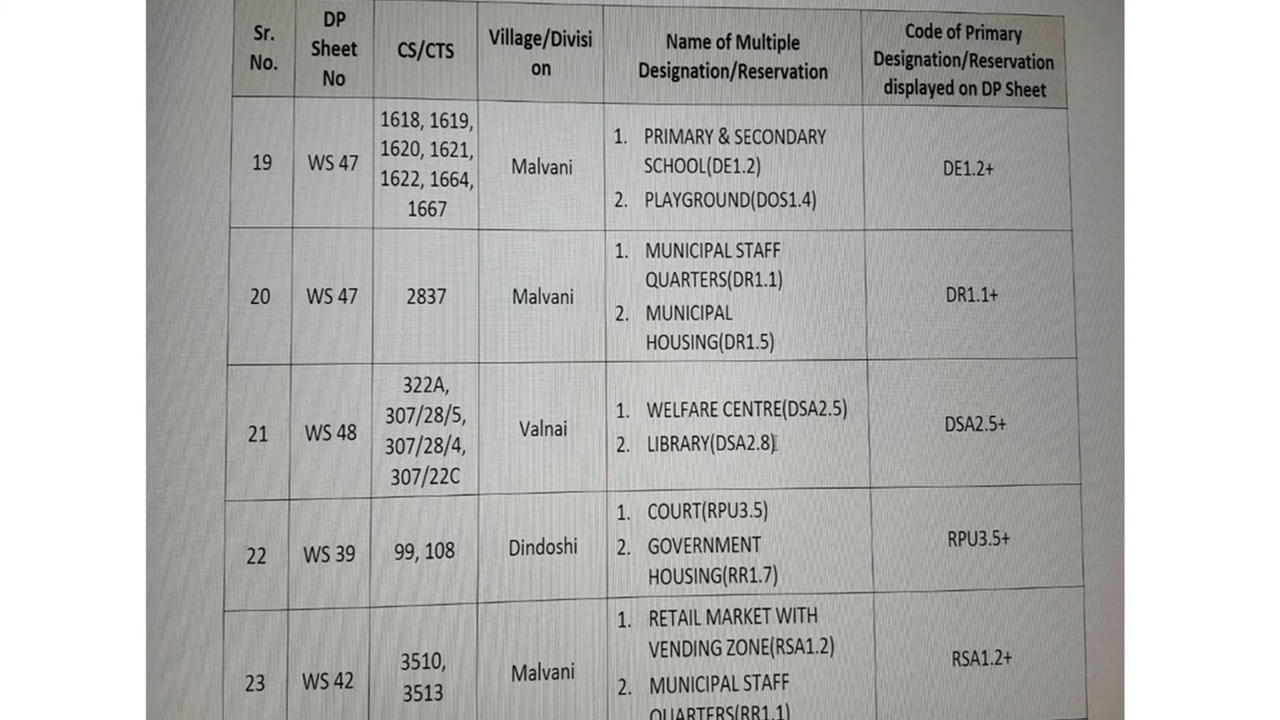 Sr. No.
DP Sheet No
CS/CTS
Village/Divisi
on
Name of Multiple
Designation/Reservation
Code of Primary
Designation/Reservation
displayed on DP Sheet
19
WS 47
1618, 1619,
1620, 1621,
1622, 1664,
1667
Malvani
1. PRIMARY & SECONDARY
SCHOOL(DE1.2)
2. PLAYGROUND(DOS1.4)
DE1.2+
20
WS 47
2837
Malvani
1. MUNICIPAL STAFF
QUARTERS(DR1.1)
2. MUNICIPAL
HOUSING(DR1.5)
DR1.1+
21
WS 48
322A,
307/28/5,
307/28/4,
307/22C
Valnai
1. WELFARE CENTRE(DSA2.5)
2. LIBRARY(DSA2.8)
DSA2.5+
22
WS 39
99, 108
Dindoshi
1. COURT(RPU3.5)
2. GOVERNMENT
HOUSING(RR1.7)
RPU3.5+
23
WS 42
3510,
3513
Malvani
1. RETAIL MARKET WITH
VENDING ZONE(RSA1.2)
2. MUNICIPAL STAFF
QUARTERS(RR1.1)
RSA1.2+